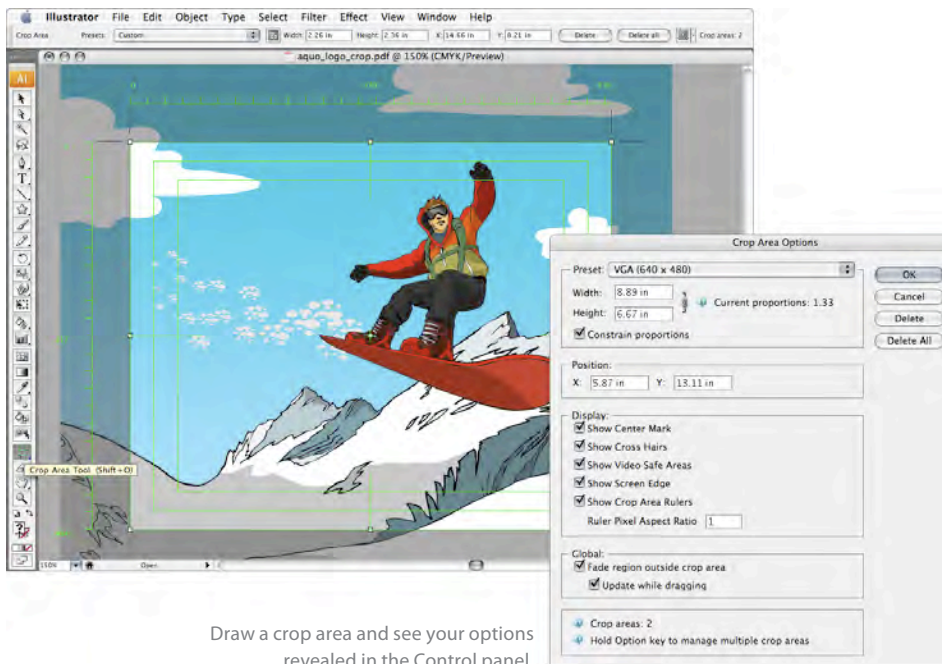 Illustrator File Edit Object Type Select Filter Effect View Window Help
Crop Area Presets: Custom Width: 2.26 in Height: 2.36 in X: 14.66 in Y: 8.21 in Delete Delete all Crop areas: 2
aquo_logo_crop.pdf @ 150% (CMYK/Preview)
Ai
Crop Area Tool (Shift+O)
150% Open
Crop Area Options
Preset: VGA (640 x 480)
Width: 8.89 in
Height: 6.67 in
Current proportions: 1.33
Constrain proportions
OK
Cancel
Delete
Delete All
Position:
X: 5.87 in Y: 13.11 in
Display:
Show Center Mark
Show Cross Hairs
Show Video Safe Areas
Show Screen Edge
Show Crop Area Rulers
Ruler Pixel Aspect Ratio 1
Global:
Fade region outside crop area
Update while dragging
Crop areas: 2
Hold Option key to manage multiple crop areas
Draw a crop area and see your options
revealed in the Control panel.